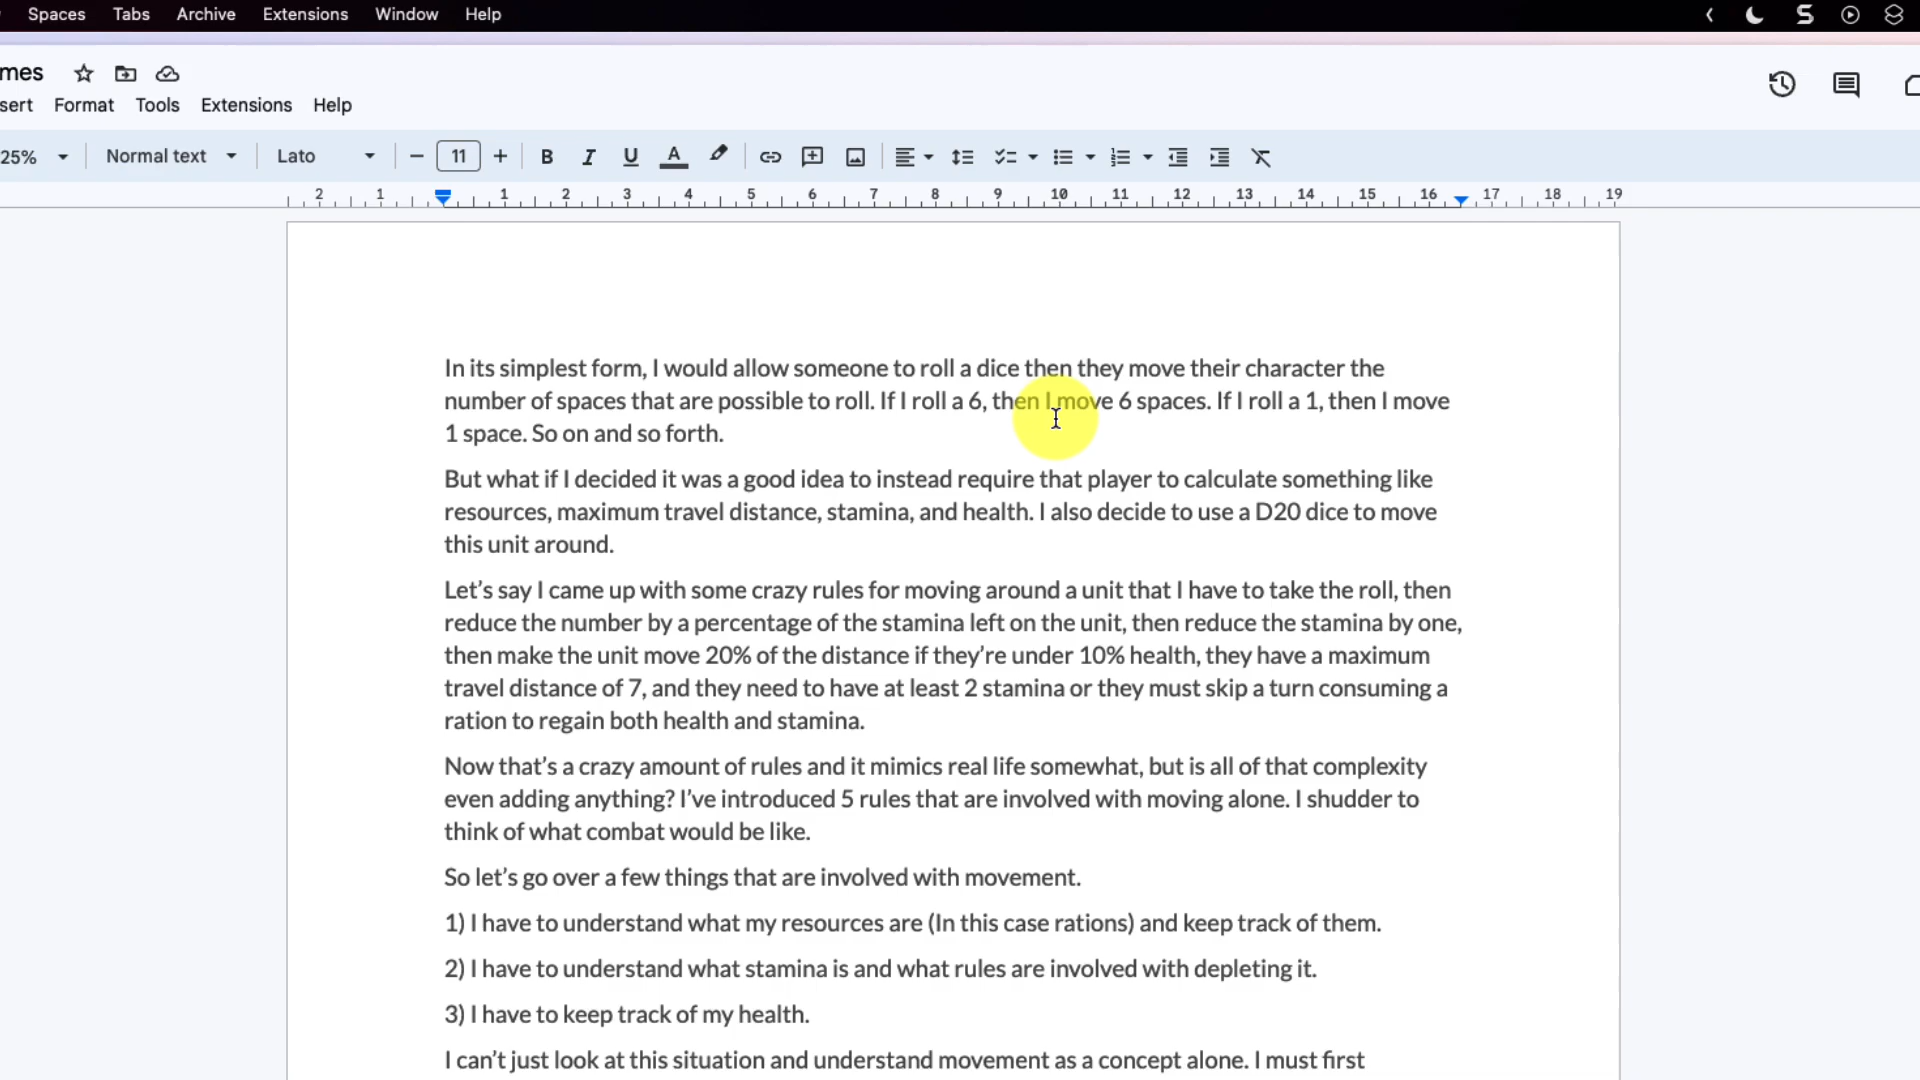 Spaces Tabs Archive Extensions Window Help
mes
sert Format Tools Extensions Help
25% Normal text Lato 11
2 1 1 2 3 4 5 6 7 8 9 10 11 12 13 14 15 16 17 18 19
In its simplest form, I would allow someone to roll a dice then they move their character the
number of spaces that are possible to roll. If I roll a 6, then I move 6 spaces. If I roll a 1, then I move
1 space. So on and so forth.
But what if I decided it was a good idea to instead require that player to calculate something like
resources, maximum travel distance, stamina, and health. I also decide to use a D20 dice to move
this unit around.
Let's say I came up with some crazy rules for moving around a unit that I have to take the roll, then
reduce the number by a percentage of the stamina left on the unit, then reduce the stamina by one,
then make the unit move 20% of the distance if they're under 10% health, they have a maximum
travel distance of 7, and they need to have at least 2 stamina or they must skip a turn consuming a
ration to regain both health and stamina.
Now that's a crazy amount of rules and it mimics real life somewhat, but is all of that complexity
even adding anything? I've introduced 5 rules that are involved with moving alone. I shudder to
think of what combat would be like.
So let's go over a few things that are involved with movement.
1) I have to understand what my resources are (In this case rations) and keep track of them.
2) I have to understand what stamina is and what rules are involved with depleting it.
3) I have to keep track of my health.
I can't just look at this situation and understand movement as a concept alone. I must first